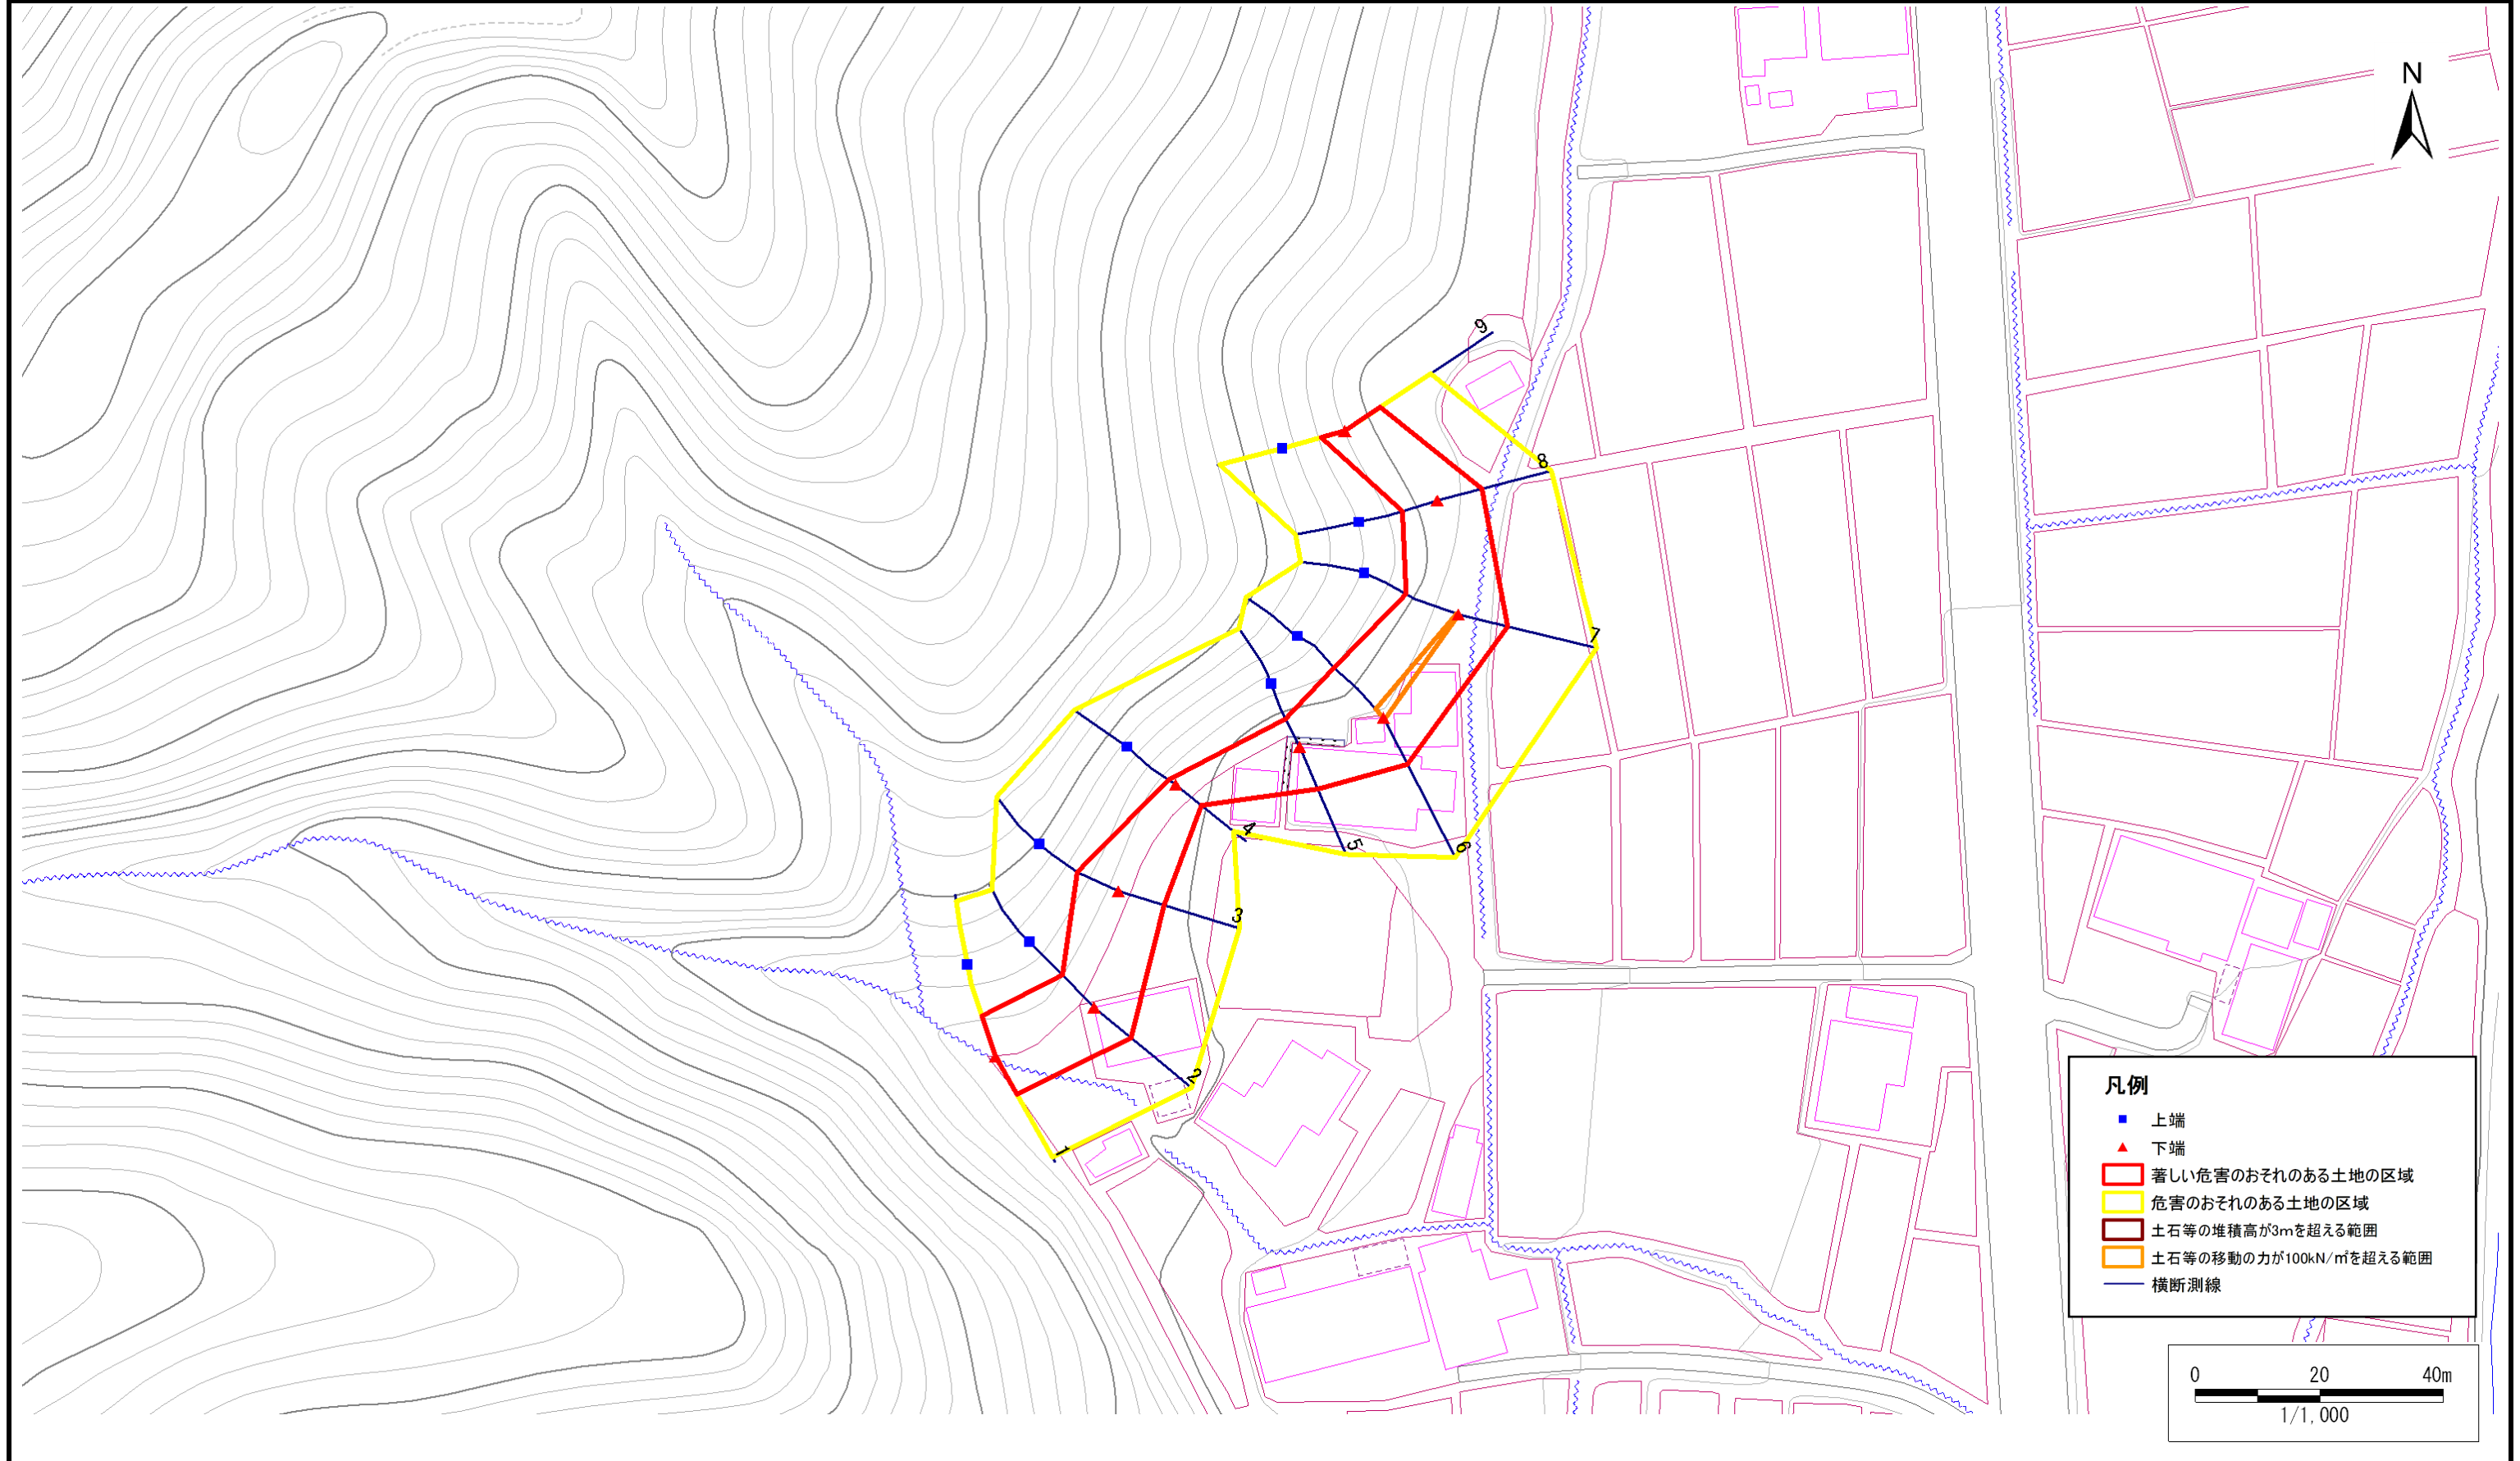 N
9
8
7
4
5
6
3
2
1
凡例
上端
下端
著しい危害のおそれのある土地の区域
危害のおそれのある土地の区域
土石等の堆積高が3mを超える範囲
土石等の移動の力が100kN/㎡を超える範囲
横断測線
0 20 40m
1/1,000